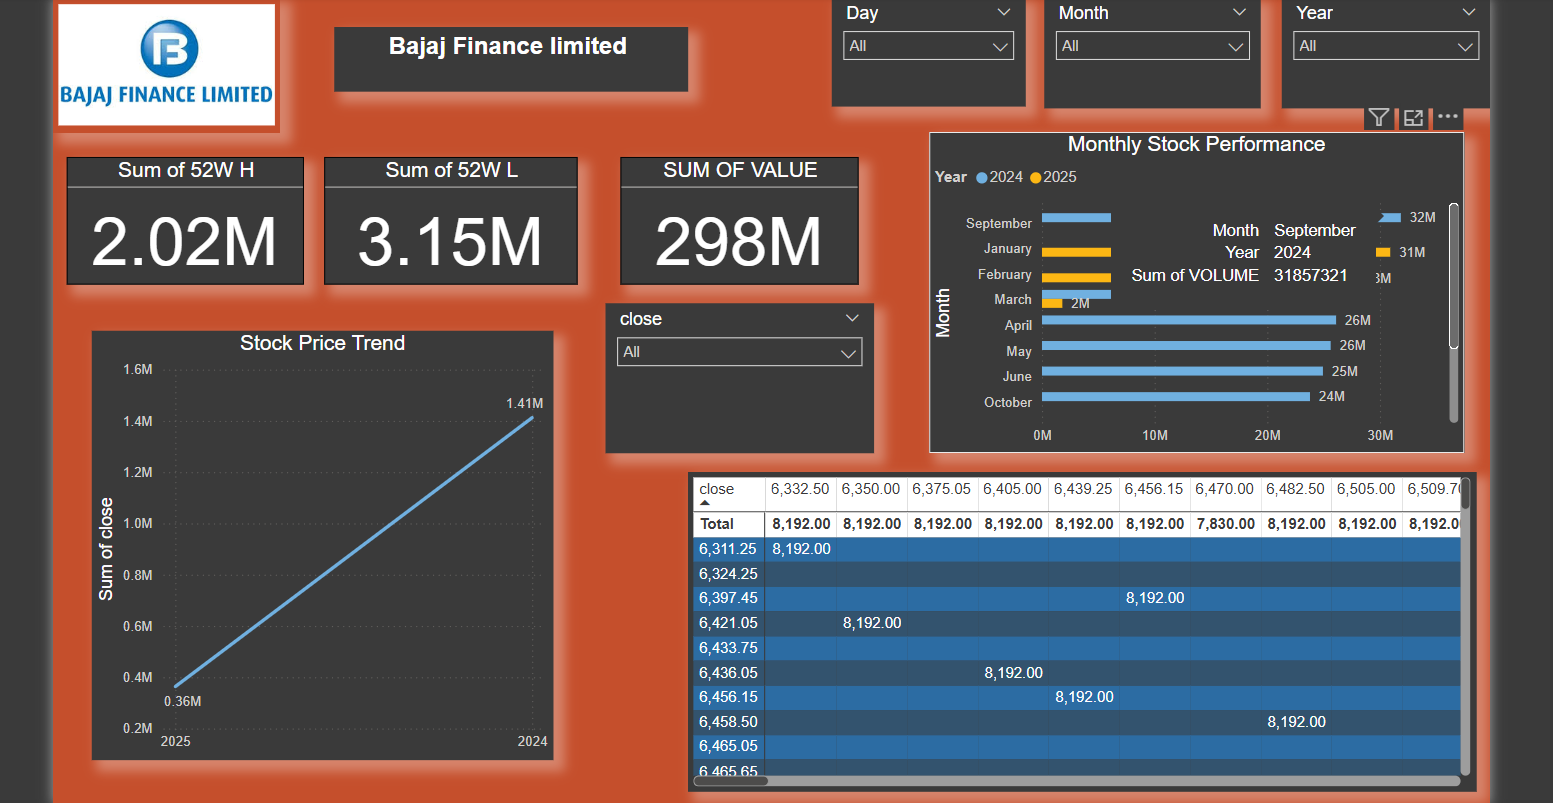 BAJAJ FINANCE LIMITED
Bajaj Finance limited
Day
All
Month
All
Year
All
Sum of 52W H
2.02M
Sum of 52W L
3.15M
SUM OF VALUE
298M
Monthly Stock Performance
Year 2024 2025
Month
September 32M
January 31M
February
March 2M
April 26M
May 26M
June 25M
October 24M
0M 10M 20M 30M
Month September
Year 2024
Sum of VOLUME 31857321
close
All
Stock Price Trend
Sum of close
1.6M
1.4M
1.2M
1.0M
0.8M
0.6M
0.4M
0.2M
1.41M
0.36M
2025 2024
close 6,332.50 6,350.00 6,375.05 6,405.00 6,439.25 6,456.15 6,470.00 6,482.50 6,505.00 6,509.70
Total 8,192.00 8,192.00 8,192.00 8,192.00 8,192.00 8,192.00 7,830.00 8,192.00 8,192.00 8,192.0
6,311.25 8,192.00
6,324.25
6,397.45 8,192.00
6,421.05 8,192.00
6,433.75
6,436.05 8,192.00
6,456.15 8,192.00
6,458.50 8,192.00
6,465.05
6,465.65